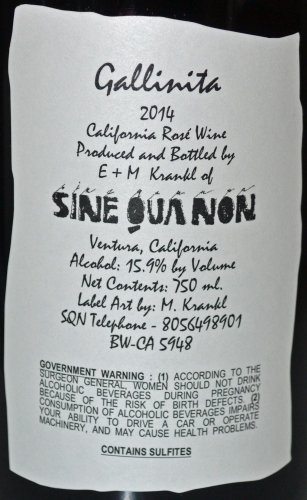 Gallinita
2014
California Rosé Wine
Produced and Bottled by
E + M Krankl of
SINE QUA NON
Ventura, California
Alcohol: 15.9% by Volume
Net Contents: 750 ml.
Label Art by: M. Krankl
SQN Telephone - 8056498901
BW-CA 5948
GOVERNMENT WARNING : (1) ACCORDING TO THE
SURGEON GENERAL, WOMEN SHOULD NOT DRINK
ALCOHOLIC BEVERAGES DURING PREGNANCY
BECAUSE OF THE RISK OF BIRTH DEFECTS. (2)
CONSUMPTION OF ALCOHOLIC BEVERAGES IMPAIRS
YOUR ABILITY TO DRIVE A CAR OR OPERATE
MACHINERY, AND MAY CAUSE HEALTH PROBLEMS.
CONTAINS SULFITES